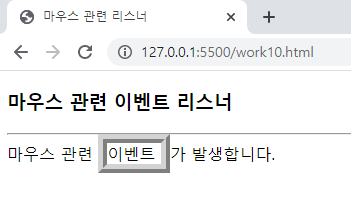 마우스 관련 리스너
127.0.0.1:5500/work10.html
마우스 관련 이벤트 리스너
마우스 관련 이벤트 가 발생합니다.